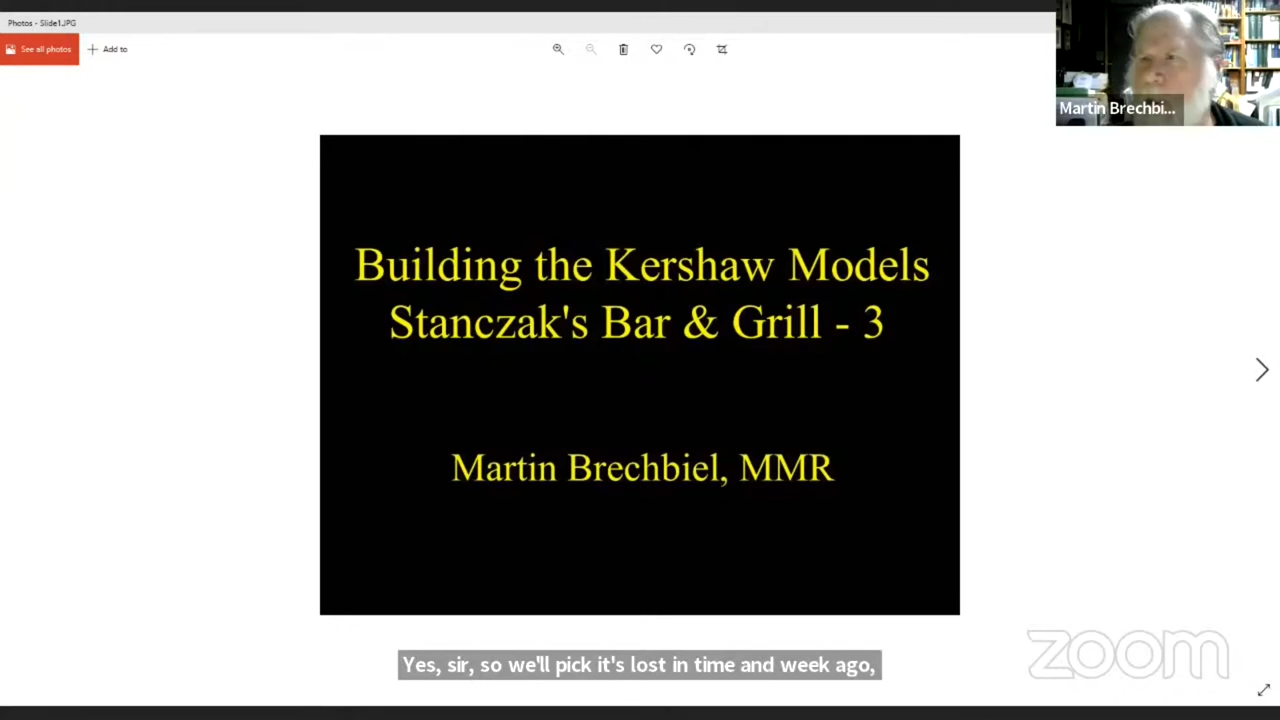 Photos - Slide1.JPG
See all photos
Add to
Martin Brechbi...
Building the Kershaw Models
Stanczak's Bar & Grill - 3
Martin Brechbiel, MMR
Yes, sir, so we'll pick it's lost in time and week ago,
zoom